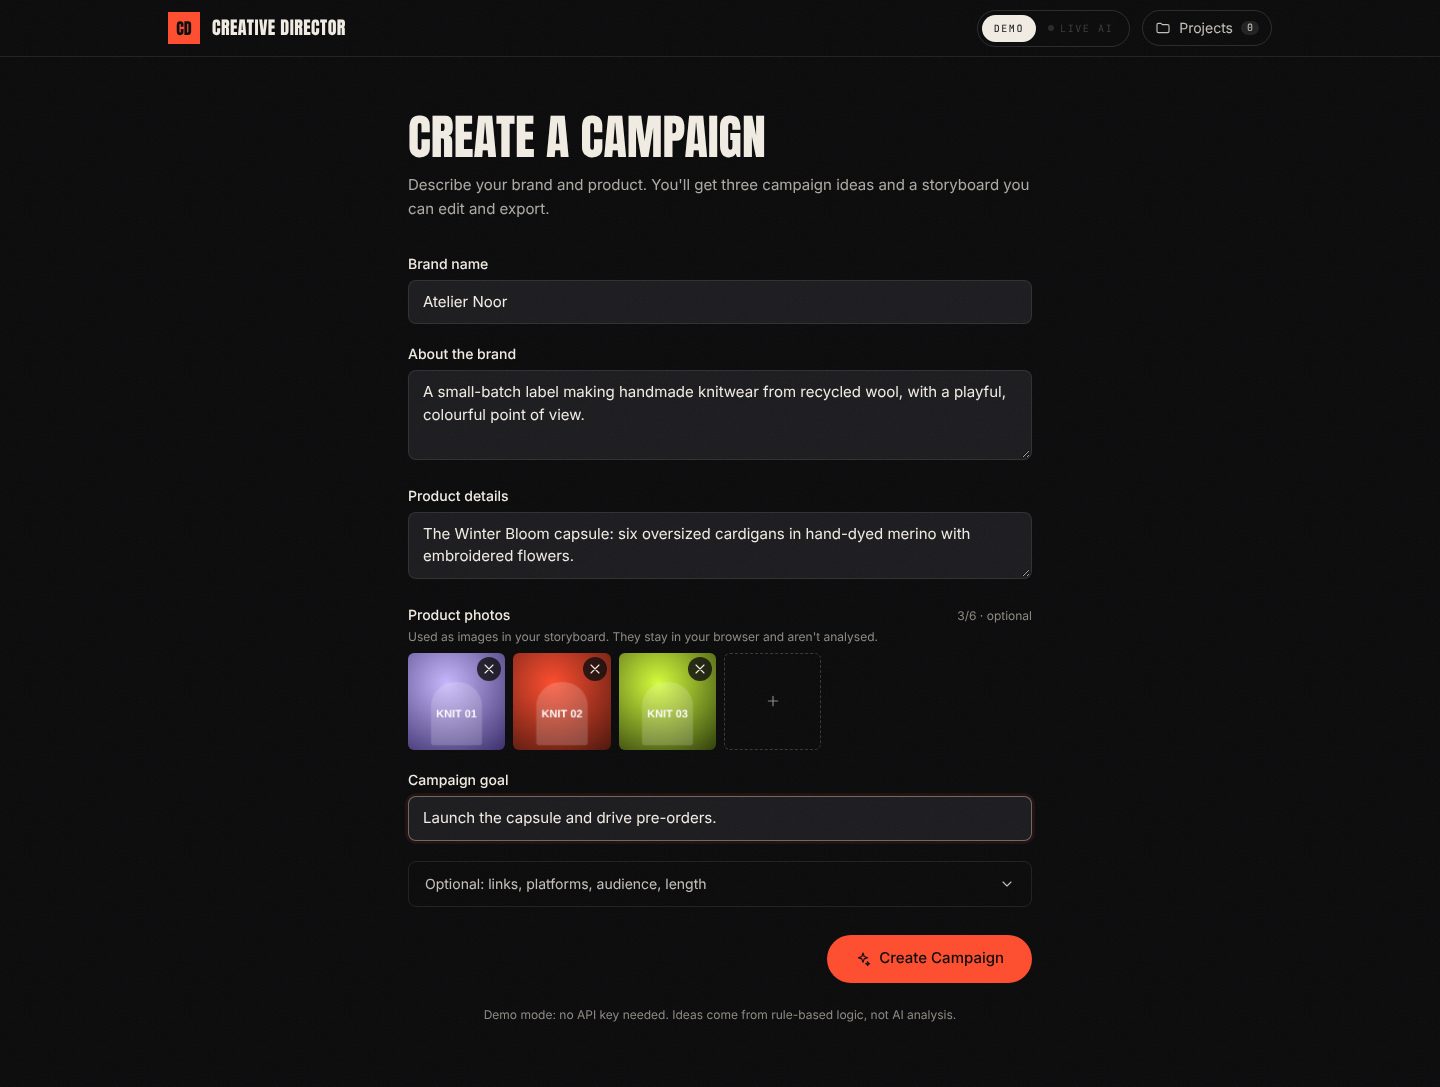 CD CREATIVE DIRECTOR
DEMO LIVE AI
Projects 0
CREATE A CAMPAIGN
Describe your brand and product. You'll get three campaign ideas and a storyboard you
can edit and export.
Brand name
Atelier Noor
About the brand
A small-batch label making handmade knitwear from recycled wool, with a playful,
colourful point of view.
Product details
The Winter Bloom capsule: six oversized cardigans in hand-dyed merino with
embroidered flowers.
Product photos
3/6 · optional
Used as images in your storyboard. They stay in your browser and aren't analysed.
KNIT 01
KNIT 02
KNIT 03
Campaign goal
Launch the capsule and drive pre-orders.
Optional: links, platforms, audience, length
Create Campaign
Demo mode: no API key needed. Ideas come from rule-based logic, not AI analysis.